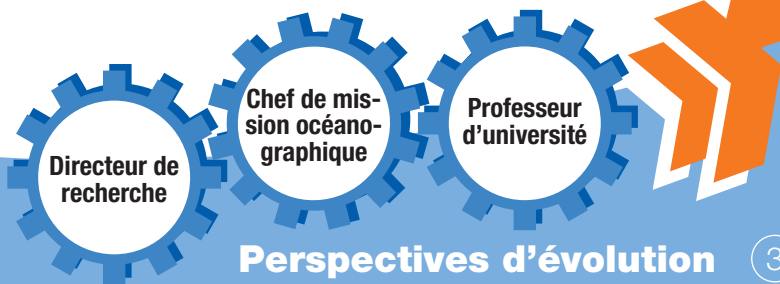 Directeur de
recherche
Chef de mis-
sion océano-
graphique
Professeur
d'université
Perspectives d'évolution
3